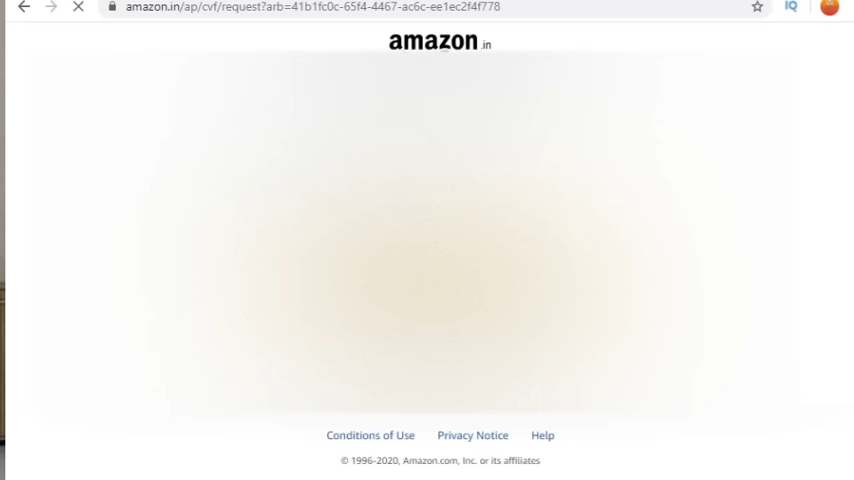 amazon.in/ap/cvf/request?arb=41b1fc0c-65f4-4467-ac6c-ee1ec2f4f778
IQ
amazon.in
Conditions of Use Privacy Notice Help
© 1996-2020, Amazon.com, Inc. or its affiliates